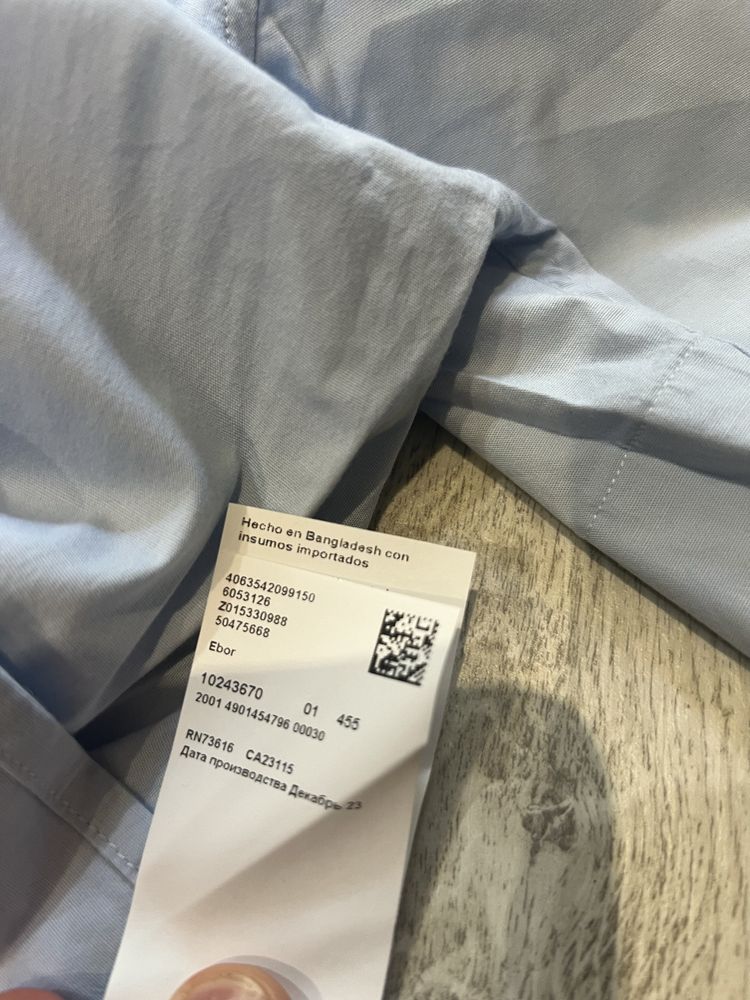 Hecho en Bangladesh con
insumos importados
4063542099150
6053126
Z015330988
50475668
Ebor
10243670 01 455
2001 4901454796 00030
RN73616 CA23115
Дата производства Декабрь 23